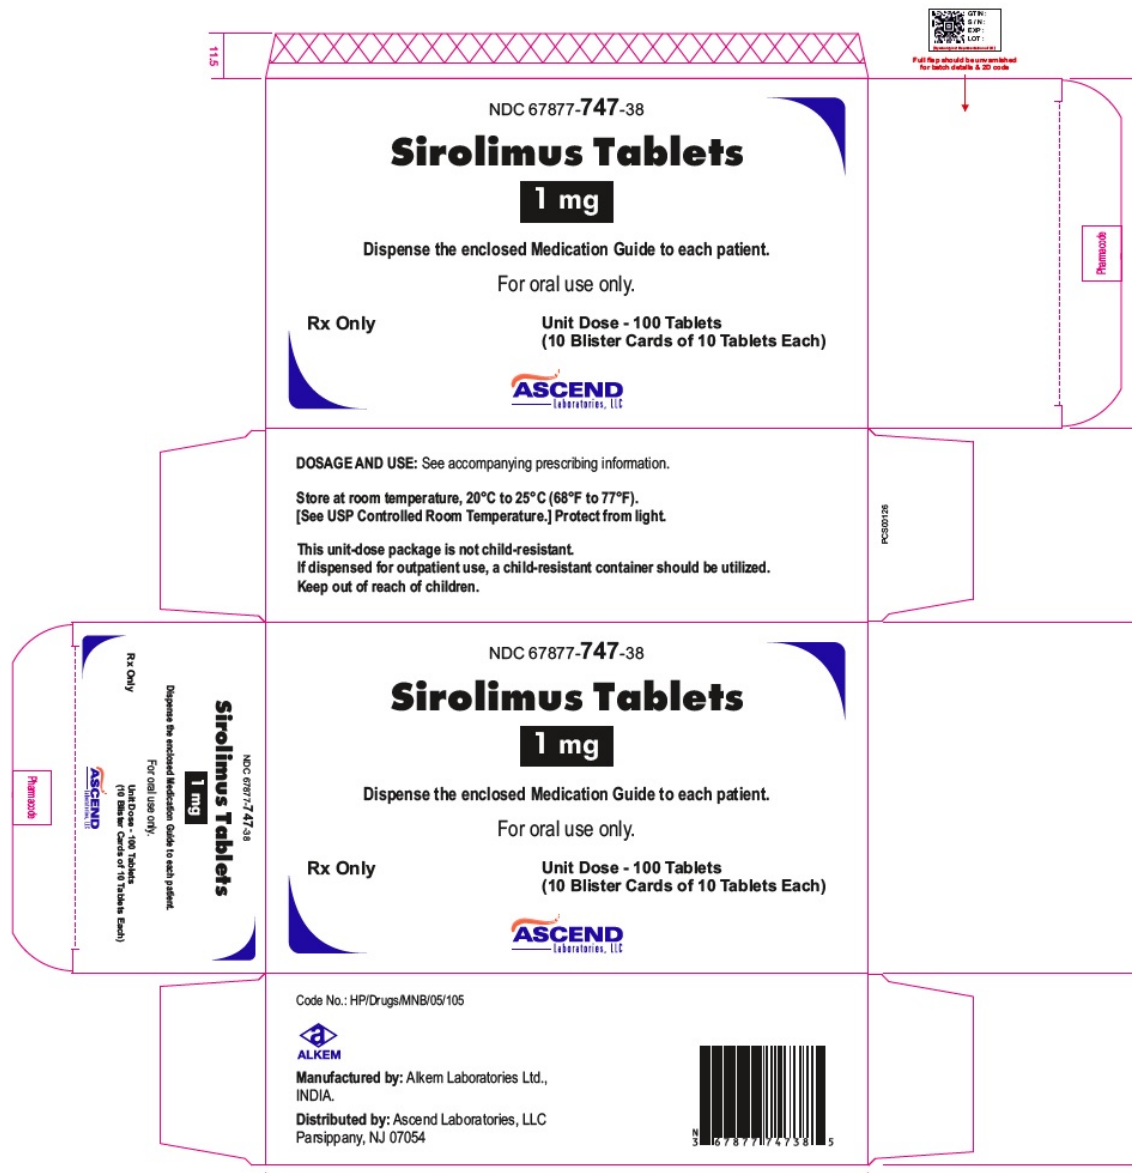 GTIN :
S / N :
EXP :
LOT :
Full flap should be unvarnished
for batch details & 2D code
11.5
NDC 67877-747-38
Sirolimus Tablets
1 mg
Dispense the enclosed Medication Guide to each patient.
For oral use only.
Rx Only
Unit Dose - 100 Tablets
(10 Blister Cards of 10 Tablets Each)
ASCEND
Laboratories, LLC
Pharmacode
DOSAGE AND USE: See accompanying prescribing information.
Store at room temperature, 20°C to 25°C (68°F to 77°F).
[See USP Controlled Room Temperature.] Protect from light.
This unit-dose package is not child-resistant.
If dispensed for outpatient use, a child-resistant container should be utilized.
Keep out of reach of children.
PCS00126
NDC 67877-747-38
Sirolimus Tablets
1 mg
Dispense the enclosed Medication Guide to each patient.
For oral use only.
Rx Only
Unit Dose - 100 Tablets
(10 Blister Cards of 10 Tablets Each)
ASCEND
Laboratories, LLC
Pharmacode
NDC 67877-747-38
Sirolimus Tablets
1 mg
Dispense the enclosed Medication Guide to each patient.
For oral use only.
Rx Only
Unit Dose - 100 Tablets
(10 Blister Cards of 10 Tablets Each)
ASCEND
Laboratories, LLC
Code No.: HP/Drugs/MNB/05/105
a
ALKEM
Manufactured by: Alkem Laboratories Ltd.,
INDIA.
Distributed by: Ascend Laboratories, LLC
Parsippany, NJ 07054
N
3 67877 74738 5